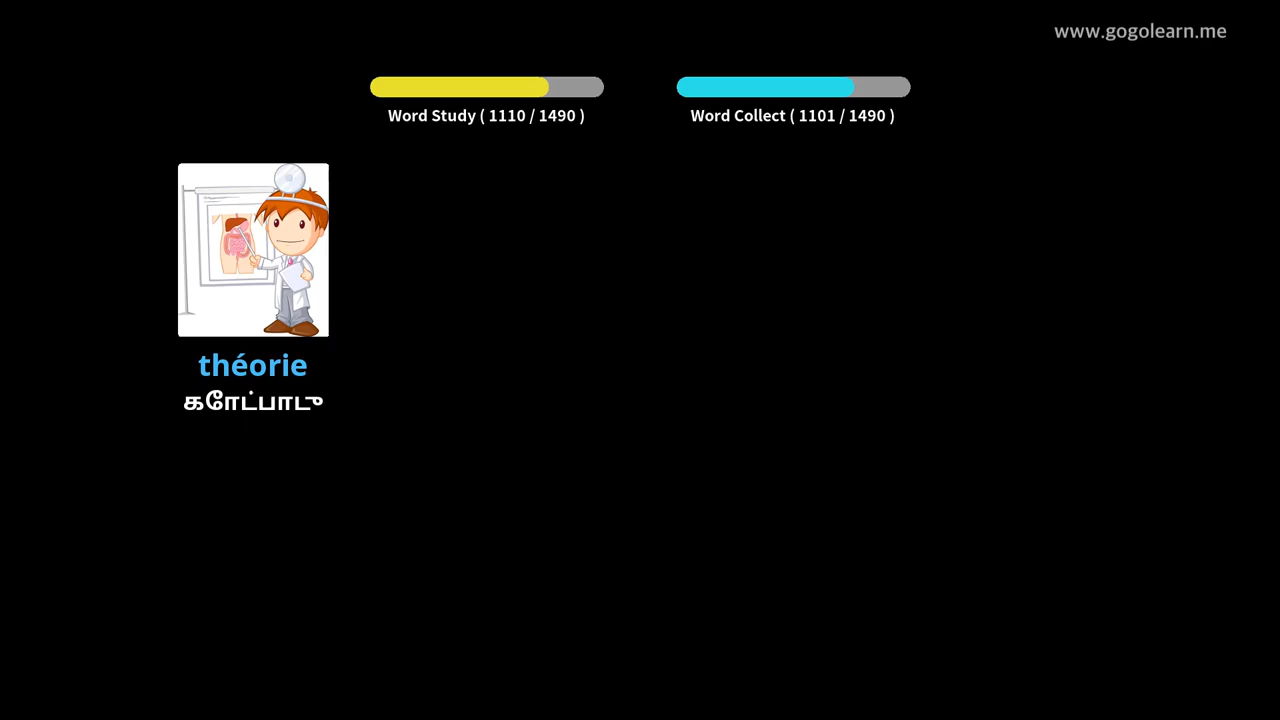 www.gogolearn.me
Word Study ( 1110 / 1490 )
Word Collect ( 1101 / 1490 )
théorie
கோட்பாடு